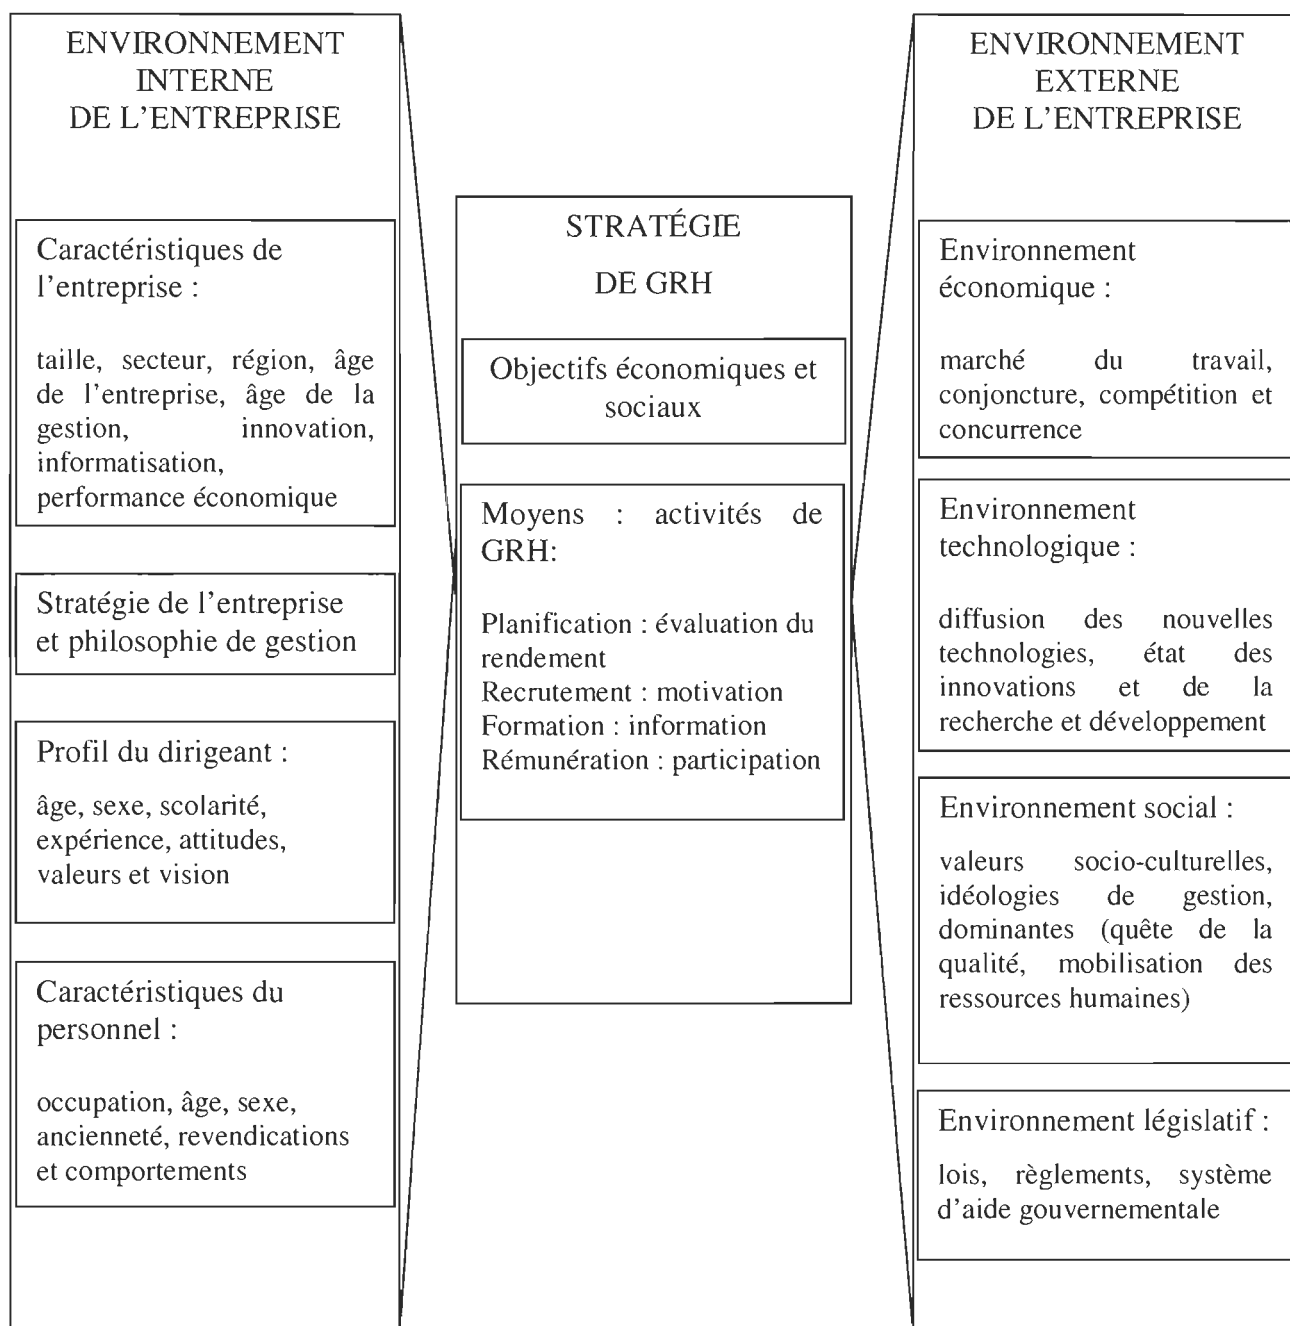 ENVIRONNEMENT
INTERNE
DE L'ENTREPRISE
Caractéristiques de
l'entreprise :
taille, secteur, région, âge
de l'entreprise, âge de la
gestion, innovation,
informatisation,
performance économique
Stratégie de l'entreprise
et philosophie de gestion
Profil du dirigeant :
âge, sexe, scolarité,
expérience, attitudes,
valeurs et vision
Caractéristiques du
personnel :
occupation, âge, sexe,
ancienneté, revendications
et comportements
STRATÉGIE
DE GRH
Objectifs économiques et
sociaux
Moyens : activités de
GRH:
Planification : évaluation du
rendement
Recrutement : motivation
Formation : information
Rémunération : participation
ENVIRONNEMENT
EXTERNE
DE L'ENTREPRISE
Environnement
économique :
marché du travail,
conjoncture, compétition et
concurrence
Environnement
technologique :
diffusion des nouvelles
technologies, état des
innovations et de la
recherche et développement
Environnement social :
valeurs socio-culturelles,
idéologies de gestion,
dominantes (quête de la
qualité, mobilisation des
ressources humaines)
Environnement législatif :
lois, règlements, système
d'aide gouvernementale